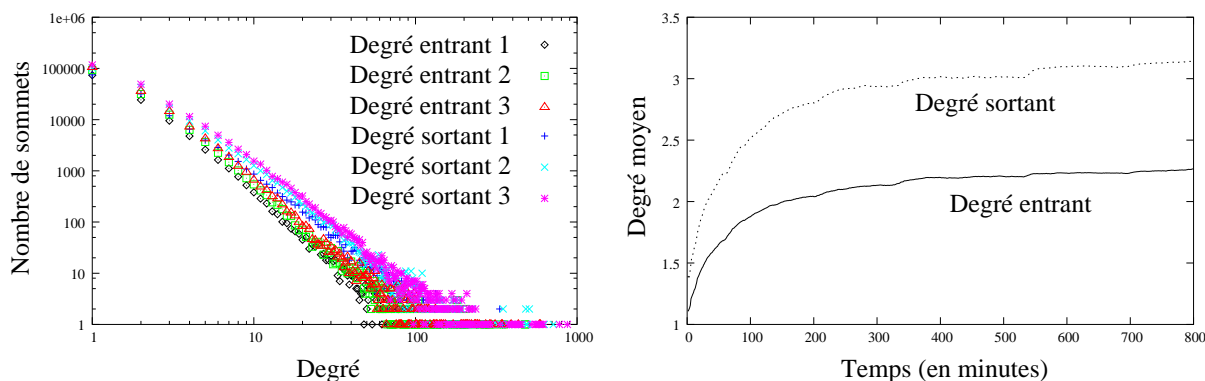 1e+06
100000
10000
1000
100
10
1
1 10 100 1000
Nombre de sommets
Degré
Degré entrant 1
Degré entrant 2
Degré entrant 3
Degré sortant 1
Degré sortant 2
Degré sortant 3
3.5
3
2.5
2
1.5
1
0 100 200 300 400 500 600 700 800
Degré moyen
Temps (en minutes)
Degré sortant
Degré entrant